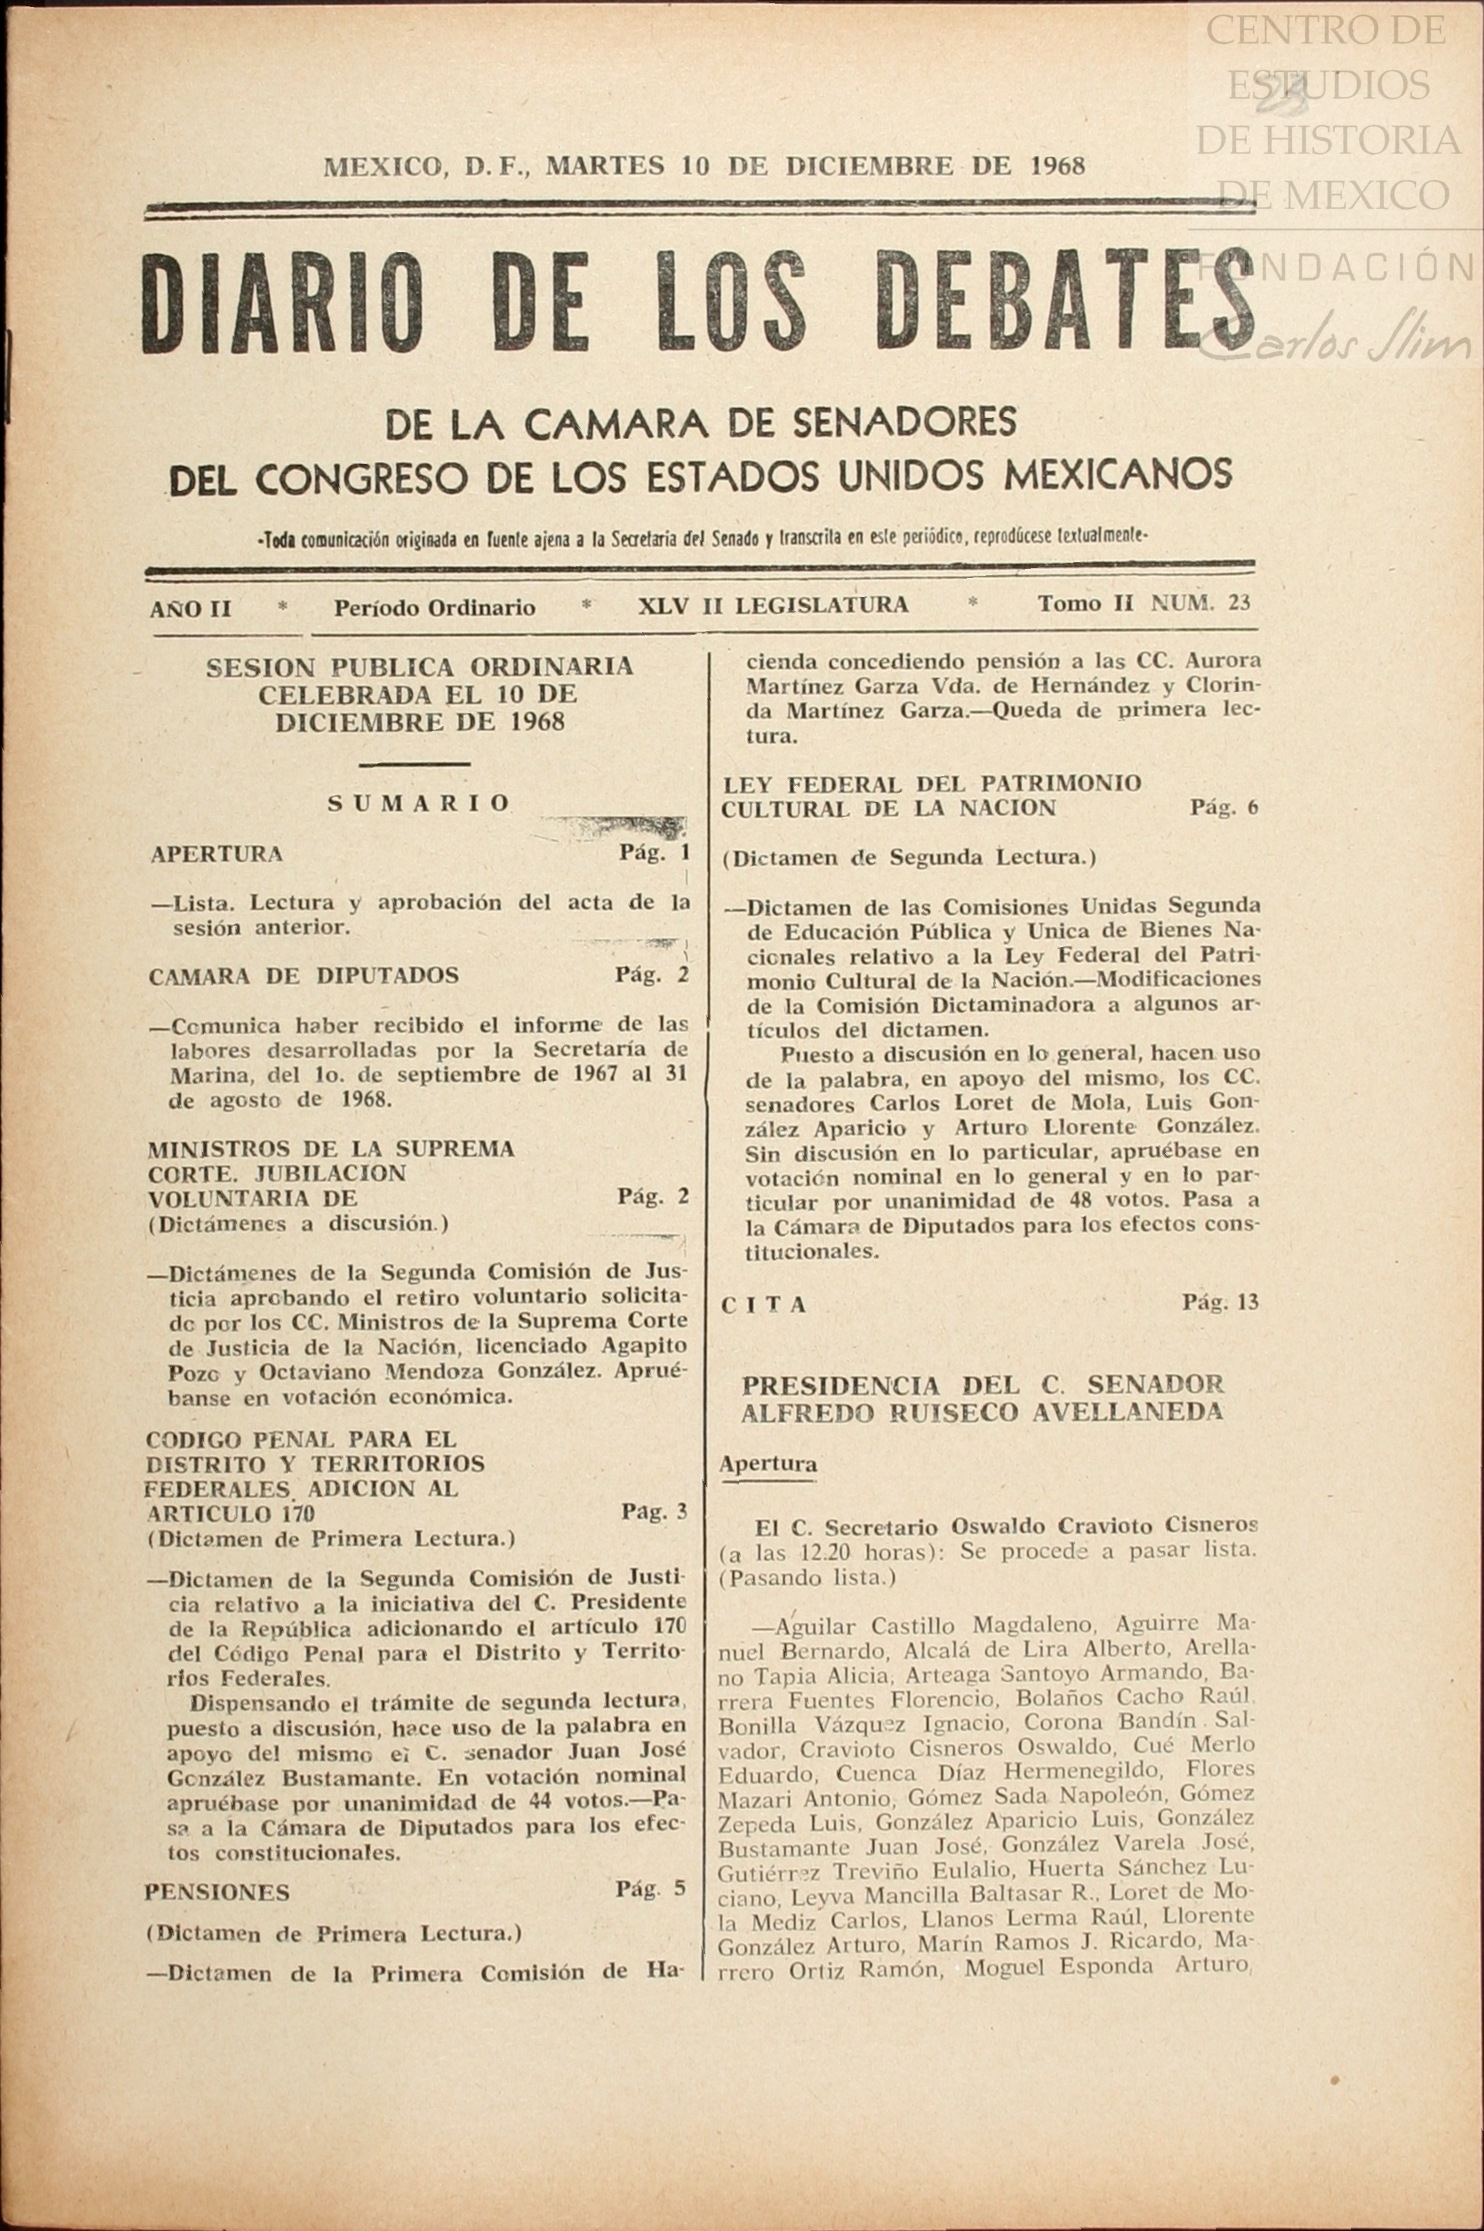 CENTRO DE
ESTUDIOS
DE HISTORIA
DE MEXICO
FUNDACIÓN
Carlos Slim
23
MEXICO, D. F., MARTES 10 DE DICIEMBRE DE 1968
DIARIO DE LOS DEBATES
DE LA CAMARA DE SENADORES
DEL CONGRESO DE LOS ESTADOS UNIDOS MEXICANOS
-Toda comunicación originada en fuente ajena a la Secretaría del Senado y transcrita en este periódico, reprodúcese textualmente-
AÑO II * Período Ordinario * XLV II LEGISLATURA * Tomo II NUM. 23
SESION PUBLICA ORDINARIA
CELEBRADA EL 10 DE
DICIEMBRE DE 1968
SUMARIO
APERTURA Pág. 1
—Lista. Lectura y aprobación del acta de la
sesión anterior.
CAMARA DE DIPUTADOS Pág. 2
—Comunica haber recibido el informe de las
labores desarrolladas por la Secretaría de
Marina, del 1o. de septiembre de 1967 al 31
de agosto de 1968.
MINISTROS DE LA SUPREMA
CORTE. JUBILACION
VOLUNTARIA DE Pág. 2
(Dictámenes a discusión.)
—Dictámenes de la Segunda Comisión de Jus-
ticia aprobando el retiro voluntario solicita-
do por los CC. Ministros de la Suprema Corte
de Justicia de la Nación, licenciado Agapito
Pozo y Octaviano Mendoza González. Aprué-
banse en votación económica.
CODIGO PENAL PARA EL
DISTRITO Y TERRITORIOS
FEDERALES. ADICION AL
ARTICULO 170 Pág. 3
(Dictamen de Primera Lectura.)
—Dictamen de la Segunda Comisión de Justi-
cia relativo a la iniciativa del C. Presidente
de la República adicionando el artículo 170
del Código Penal para el Distrito y Territo-
rios Federales.
Dispensando el trámite de segunda lectura,
puesto a discusión, hace uso de la palabra en
apoyo del mismo el C. senador Juan José
González Bustamante. En votación nominal
apruébase por unanimidad de 44 votos.—Pa-
sa a la Cámara de Diputados para los efec-
tos constitucionales.
PENSIONES Pág. 5
(Dictamen de Primera Lectura.)
—Dictamen de la Primera Comisión de Ha-
cienda concediendo pensión a las CC. Aurora
Martínez Garza Vda. de Hernández y Clorin-
da Martínez Garza.—Queda de primera lec-
tura.
LEY FEDERAL DEL PATRIMONIO
CULTURAL DE LA NACION Pág. 6
(Dictamen de Segunda Lectura.)
—Dictamen de las Comisiones Unidas Segunda
de Educación Pública y Unica de Bienes Na-
cionales relativo a la Ley Federal del Patri-
monio Cultural de la Nación.—Modificaciones
de la Comisión Dictaminadora a algunos ar-
tículos del dictamen.
Puesto a discusión en lo general, hacen uso
de la palabra, en apoyo del mismo, los CC.
senadores Carlos Loret de Mola, Luis Gon-
zález Aparicio y Arturo Llorente González.
Sin discusión en lo particular, apruébase en
votación nominal en lo general y en lo par-
ticular por unanimidad de 48 votos. Pasa a
la Cámara de Diputados para los efectos cons-
titucionales.
CITA Pág. 13
PRESIDENCIA DEL C. SENADOR
ALFREDO RUISECO AVELLANEDA
Apertura
El C. Secretario Oswaldo Cravioto Cisneros
(a las 12.20 horas): Se procede a pasar lista.
(Pasando lista.)
—Aguilar Castillo Magdaleno, Aguirre Ma-
nuel Bernardo, Alcalá de Lira Alberto, Arella-
no Tapia Alicia, Arteaga Santoyo Armando, Ba-
rrera Fuentes Florencio, Bolaños Cacho Raúl,
Bonilla Vázquez Ignacio, Corona Bandín Sal-
vador, Cravioto Cisneros Oswaldo, Cué Merlo
Eduardo, Cuenca Díaz Hermenegildo, Flores
Mazari Antonio, Gómez Sada Napoleón, Gómez
Zepeda Luis, González Aparicio Luis, González
Bustamante Juan José, González Varela José,
Gutiérrez Treviño Eulalio, Huerta Sánchez Lu-
ciano, Leyva Mancilla Baltasar R., Loret de Mo-
la Mediz Carlos, Llanos Lerma Raúl, Llorente
González Arturo, Marín Ramos J. Ricardo, Ma-
rrero Ortiz Ramón, Moguel Esponda Arturo,